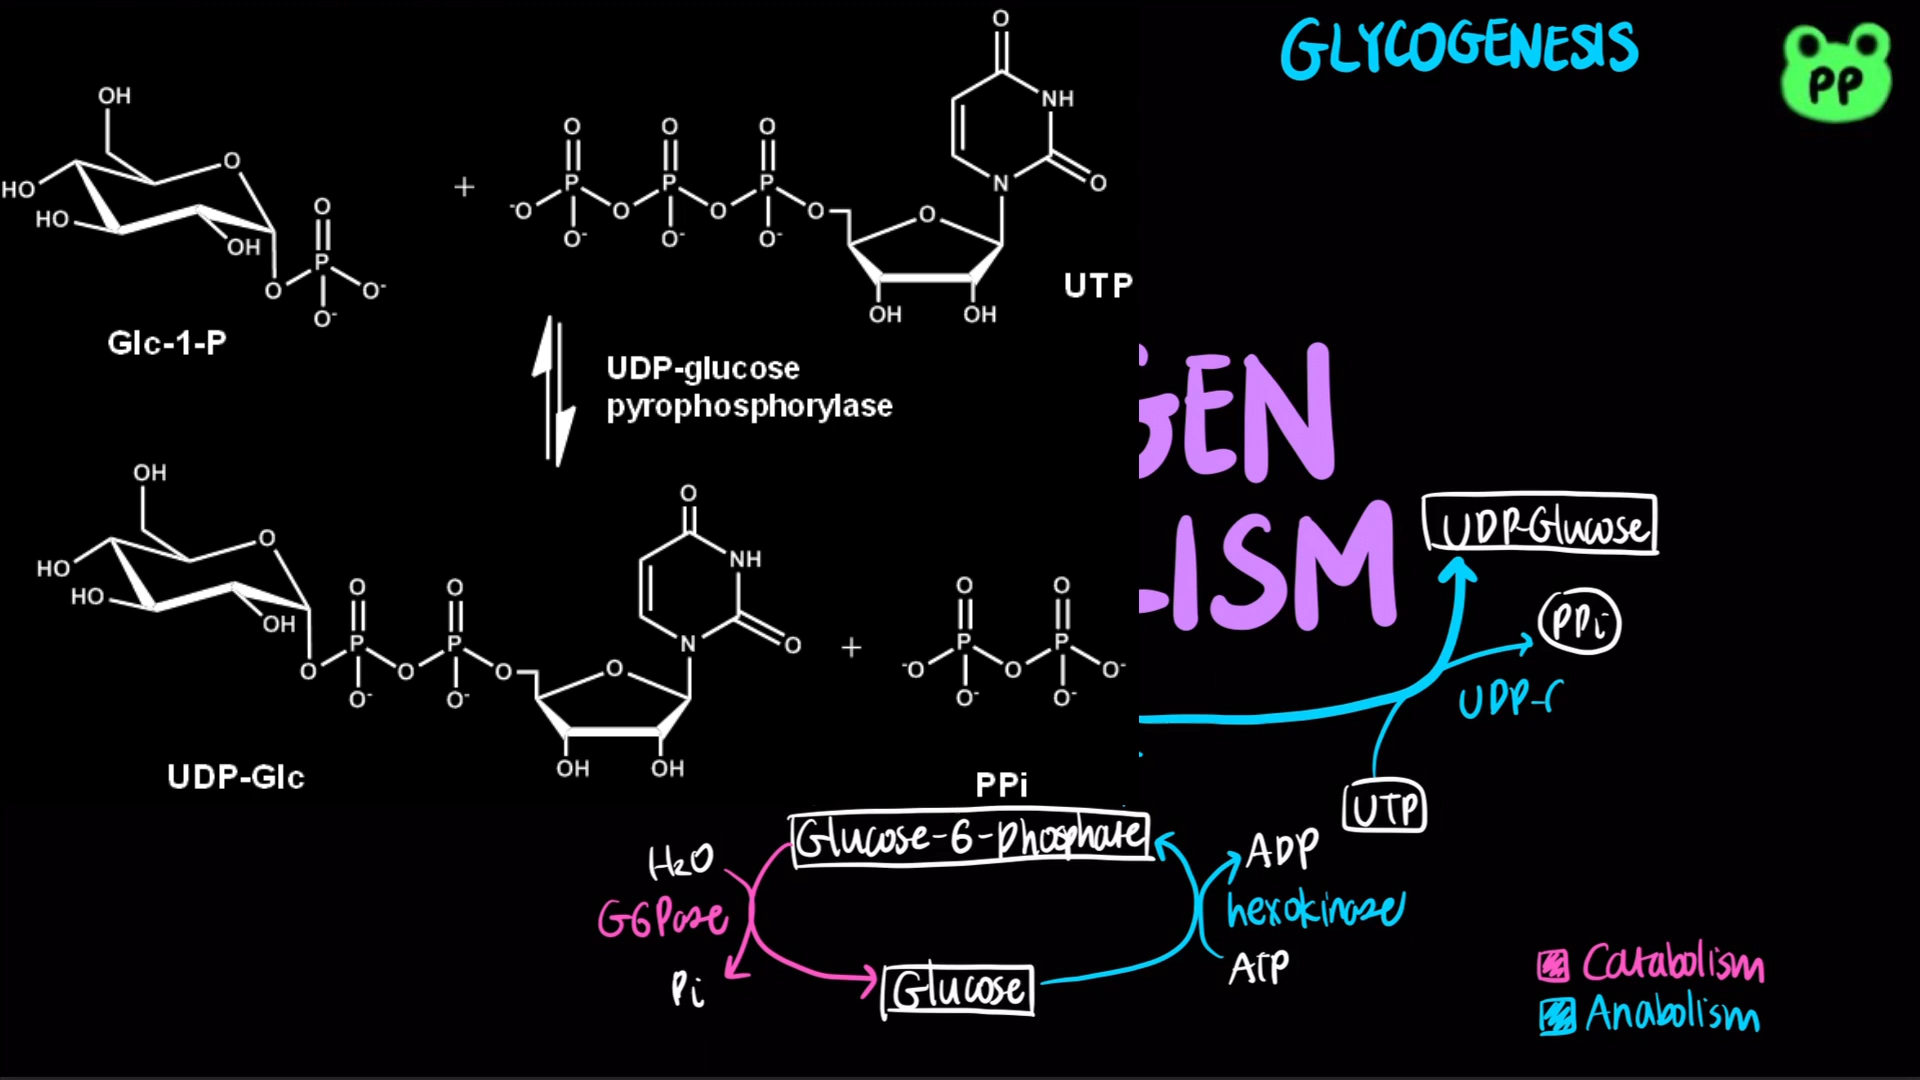 GLYCOGENESIS
PP
OH
O
HO
HO
OH
O
O
P
O-
O-
Glc-1-P
+
O
O
O
P
P
P
-O
O
O
O
O-
O-
O-
O
NH
N
O
O
OH
OH
UTP
UDP-glucose
pyrophosphorylase
GEN
LISM
OH
O
HO
HO
OH
O
O
O
P
P
O
O
O-
O-
O
NH
N
O
O
OH
OH
UDP-Glc
+
O
O
P
P
-O
O
O-
O-
O-
PPi
UDP-Glucose
PPi
UDP-
UTP
Glucose-6-phosphate
H2O
G6Pase
Pi
Glucose
ADP
hexokinase
ATP
Catabolism
Anabolism